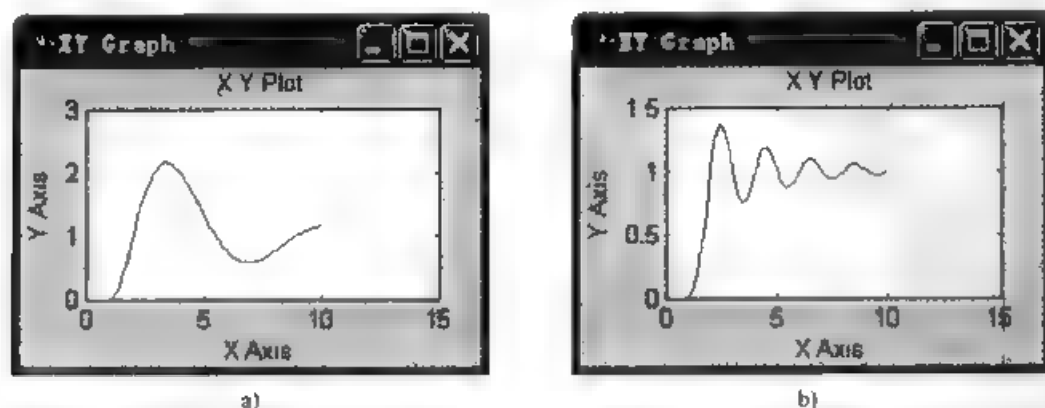 XY Graph
X Y Plot
3
2
1
0
Y Axis
0 5 10 15
X Axis
a)
XY Graph
X Y Plot
1 5
1
0.5
0
Y Axis
0 5 10 15
X Axis
b)